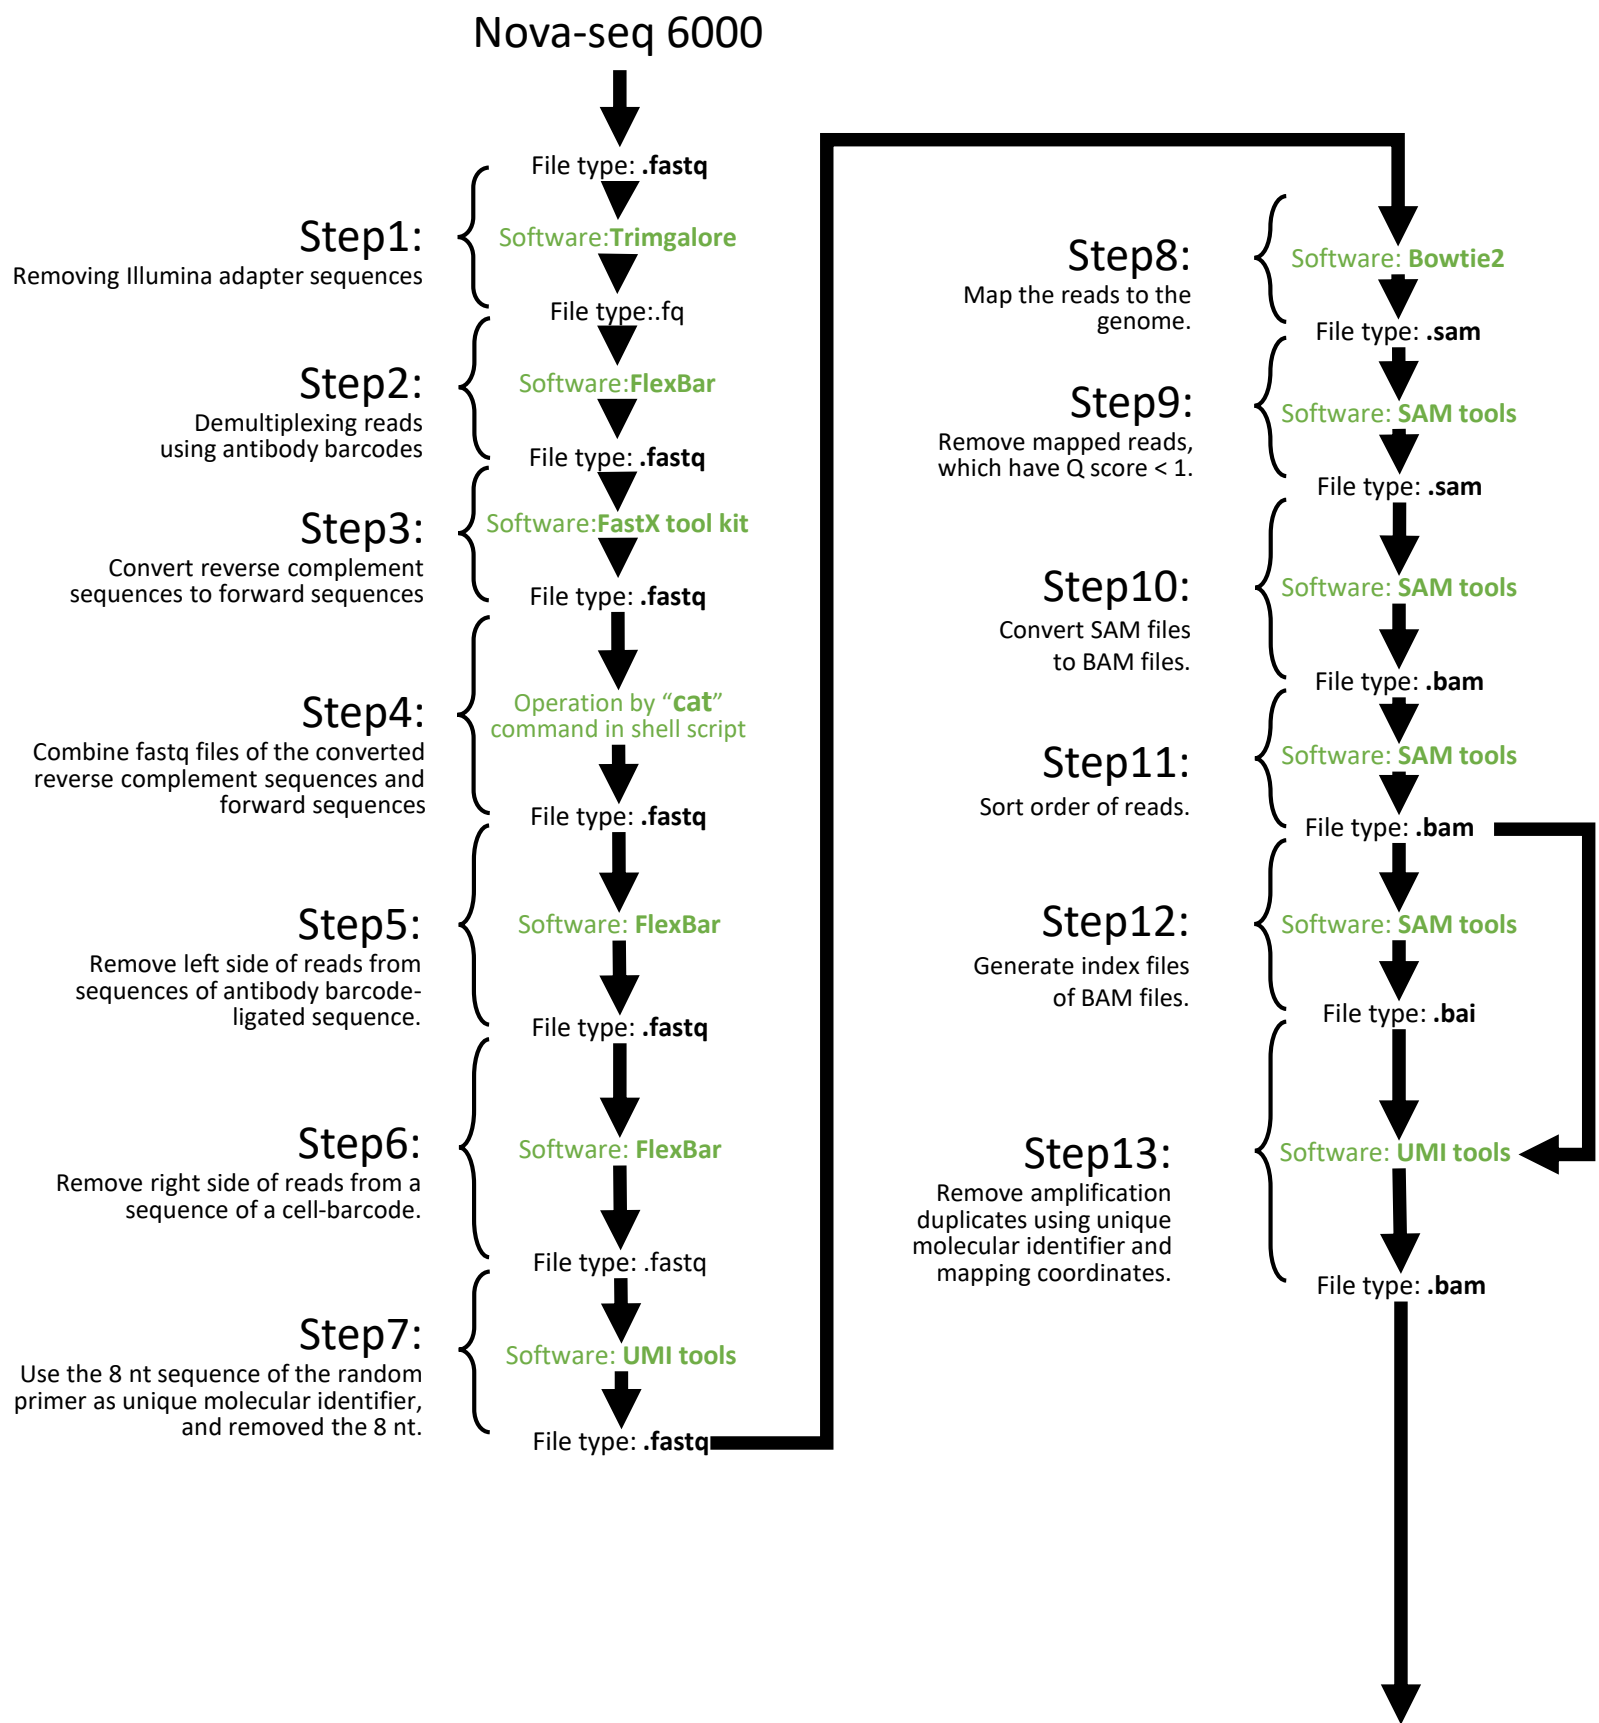 Nova-seq 6000
File type: .fastq
Step1:
Removing Illumina adapter sequences
Software:Trimgalore
File type:.fq
Step2:
Demultiplexing reads
using antibody barcodes
Software:FlexBar
File type: .fastq
Step3:
Convert reverse complement
sequences to forward sequences
Software:FastX tool kit
File type: .fastq
Step4:
Combine fastq files of the converted
reverse complement sequences and
forward sequences
Operation by “cat”
command in shell script
File type: .fastq
Step5:
Remove left side of reads from
sequences of antibody barcode-
ligated sequence.
Software: FlexBar
File type: .fastq
Step6:
Remove right side of reads from a
sequence of a cell-barcode.
Software: FlexBar
File type: .fastq
Step7:
Use the 8 nt sequence of the random
primer as unique molecular identifier,
and removed the 8 nt.
Software: UMI tools
File type: .fastq
Step8:
Map the reads to the
genome.
Software: Bowtie2
File type: .sam
Step9:
Remove mapped reads,
which have Q score < 1.
Software: SAM tools
File type: .sam
Step10:
Convert SAM files
to BAM files.
Software: SAM tools
File type: .bam
Step11:
Sort order of reads.
Software: SAM tools
File type: .bam
Step12:
Generate index files
of BAM files.
Software: SAM tools
File type: .bai
Step13:
Remove amplification
duplicates using unique
molecular identifier and
mapping coordinates.
Software: UMI tools
File type: .bam